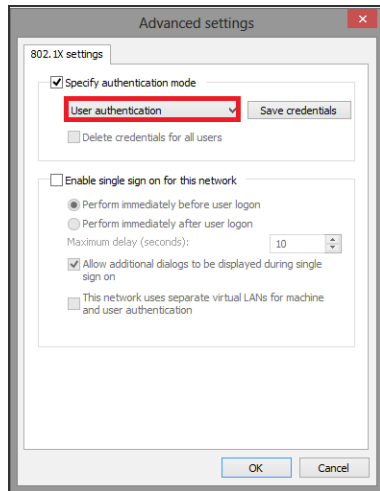 Advanced settings
802.1X settings
Specify authentication mode
User authentication
Save credentials
Delete credentials for all users
Enable single sign on for this network
Perform immediately before user logon
Perform immediately after user logon
Maximum delay (seconds):
10
Allow additional dialogs to be displayed during single
sign on
This network uses separate virtual LANs for machine
and user authentication
OK
Cancel